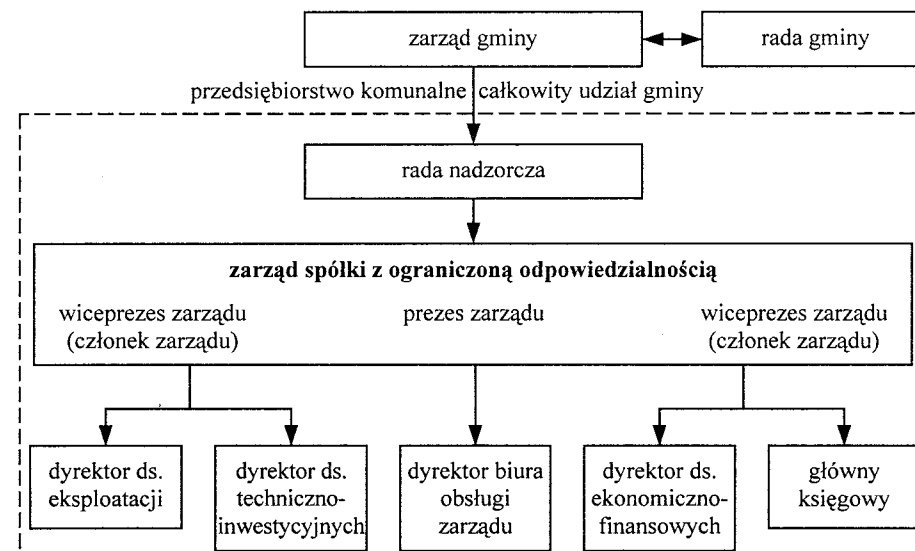 zarząd gminy
rada gminy
przedsiębiorstwo komunalne
całkowity udział gminy
rada nadzorcza
zarząd spółki z ograniczoną odpowiedzialnością
wiceprezes zarządu
(członek zarządu)
prezes zarządu
wiceprezes zarządu
(członek zarządu)
dyrektor ds.
eksploatacji
dyrektor ds.
techniczno-
inwestycyjnych
dyrektor biura
obsługi
zarządu
dyrektor ds.
ekonomiczno-
finansowych
główny
księgowy